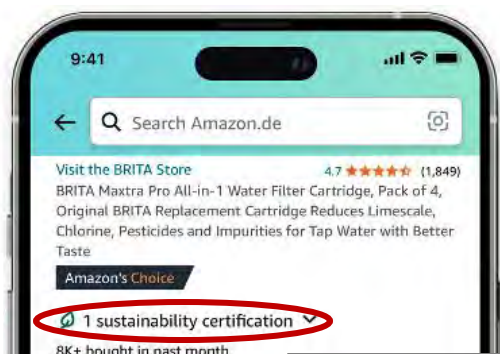 9:41
Search Amazon.de
Visit the BRITA Store 4.7 (1,849)
BRITA Maxtra Pro All-in-1 Water Filter Cartridge, Pack of 4,
Original BRITA Replacement Cartridge Reduces Limescale,
Chlorine, Pesticides and Impurities for Tap Water with Better
Taste
Amazon's Choice
1 sustainability certification
8K+ bought in past month